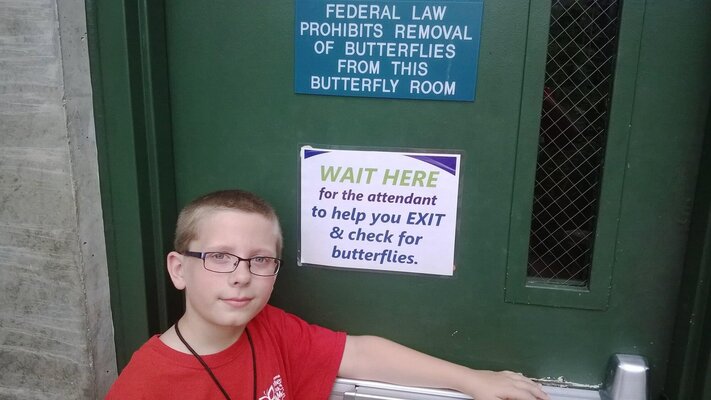 FEDERAL LAW
PROHIBITS REMOVAL
OF BUTTERFLIES
FROM THIS
BUTTERFLY ROOM
WAIT HERE
for the attendant
to help you EXIT
& check for
butterflies.